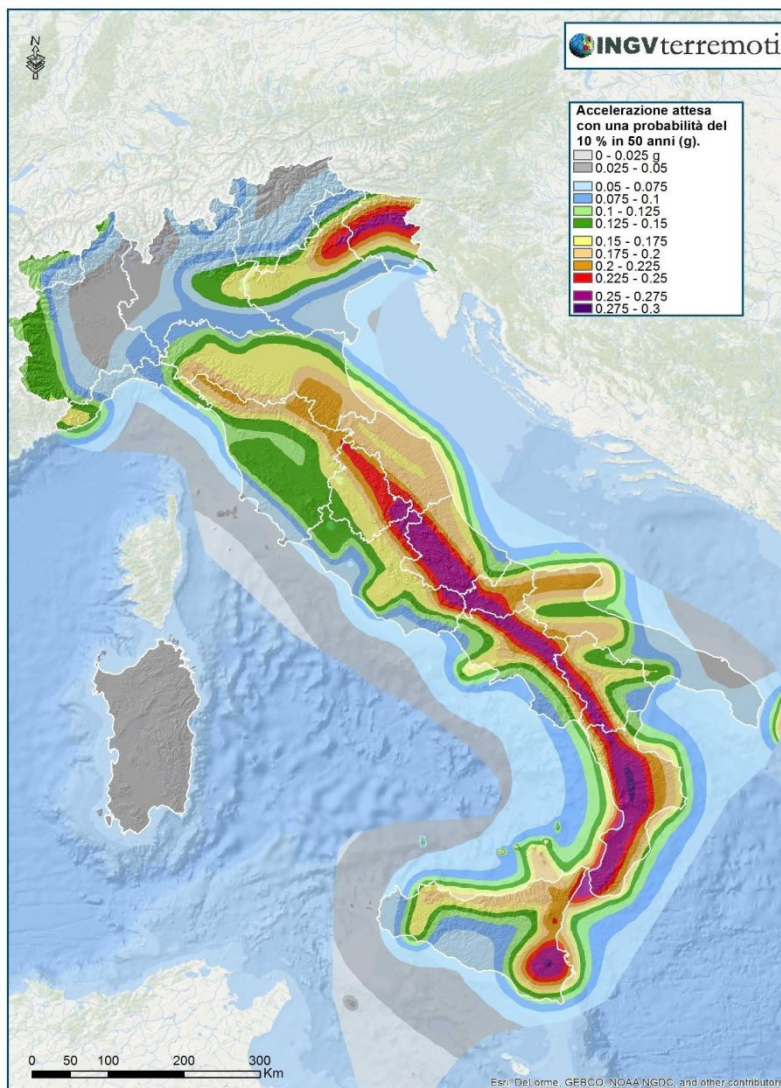 INGVterremoti
N
Accelerazione attesa
con una probabilità del
10 % in 50 anni (g).
0 - 0.025 g
0.025 - 0.05
0.05 - 0.075
0.075 - 0.1
0.1 - 0.125
0.125 - 0.15
0.15 - 0.175
0.175 - 0.2
0.2 - 0.225
0.225 - 0.25
0.25 - 0.275
0.275 - 0.3
0 50 100 200 300
Km
Esri, DeLorme, GEBCO, NOAA NGDC, and other contributors